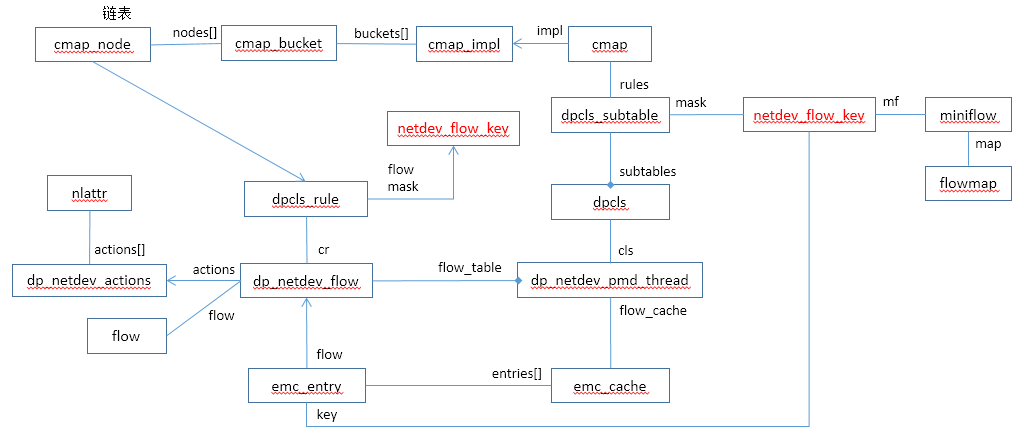 链表
cmap_node
nodes[]
cmap_bucket
buckets[]
cmap_impl
impl
cmap
rules
netdev_flow_key
dpcls_subtable
mask
netdev_flow_key
mf
miniflow
map
flow
mask
subtables
flowmap
nlattr
dpcls_rule
dpcls
actions[]
cr
cls
dp_netdev_actions
actions
dp_netdev_flow
flow_table
dp_netdev_pmd_thread
flow
flow
flow_cache
flow
emc_entry
entries[]
emc_cache
key